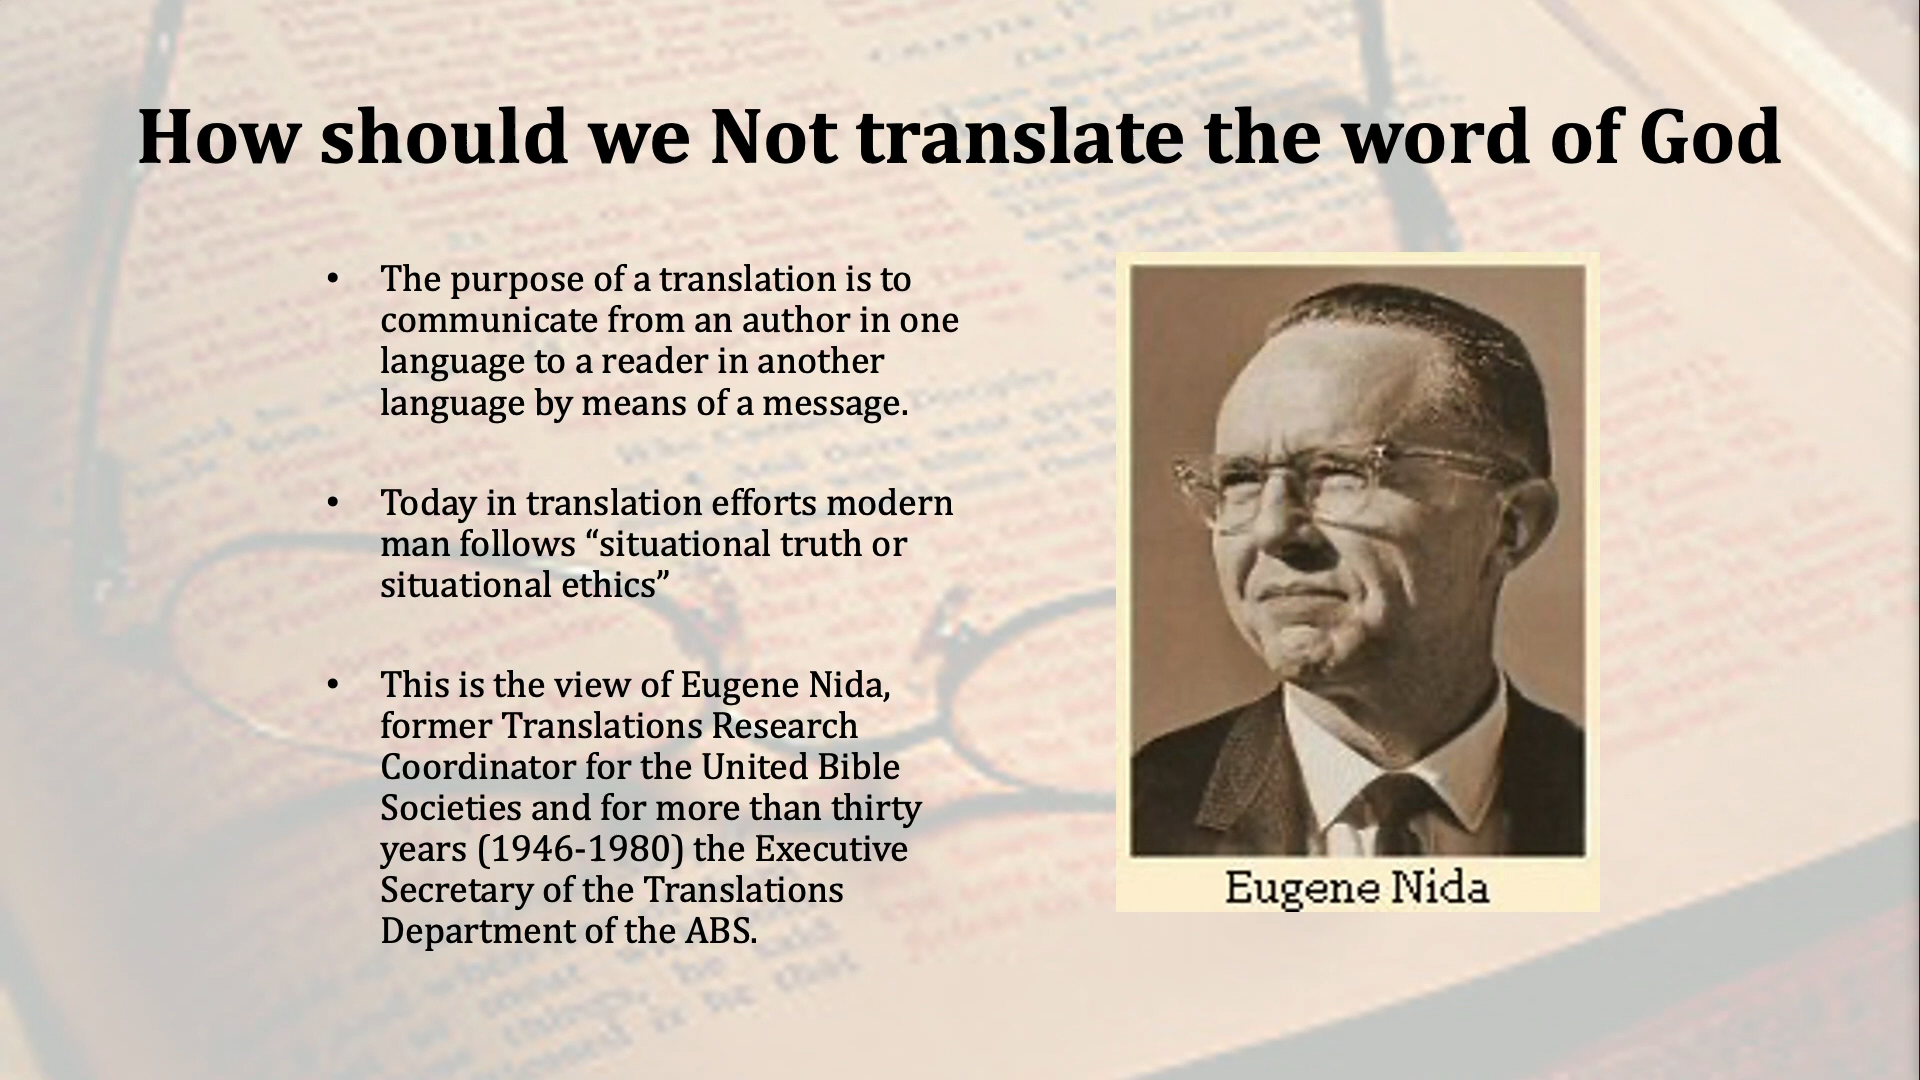 How should we Not translate the word of God
• The purpose of a translation is to
communicate from an author in one
language to a reader in another
language by means of a message.
• Today in translation efforts modern
man follows “situational truth or
situational ethics”
• This is the view of Eugene Nida,
former Translations Research
Coordinator for the United Bible
Societies and for more than thirty
years (1946-1980) the Executive
Secretary of the Translations
Department of the ABS.
Eugene Nida